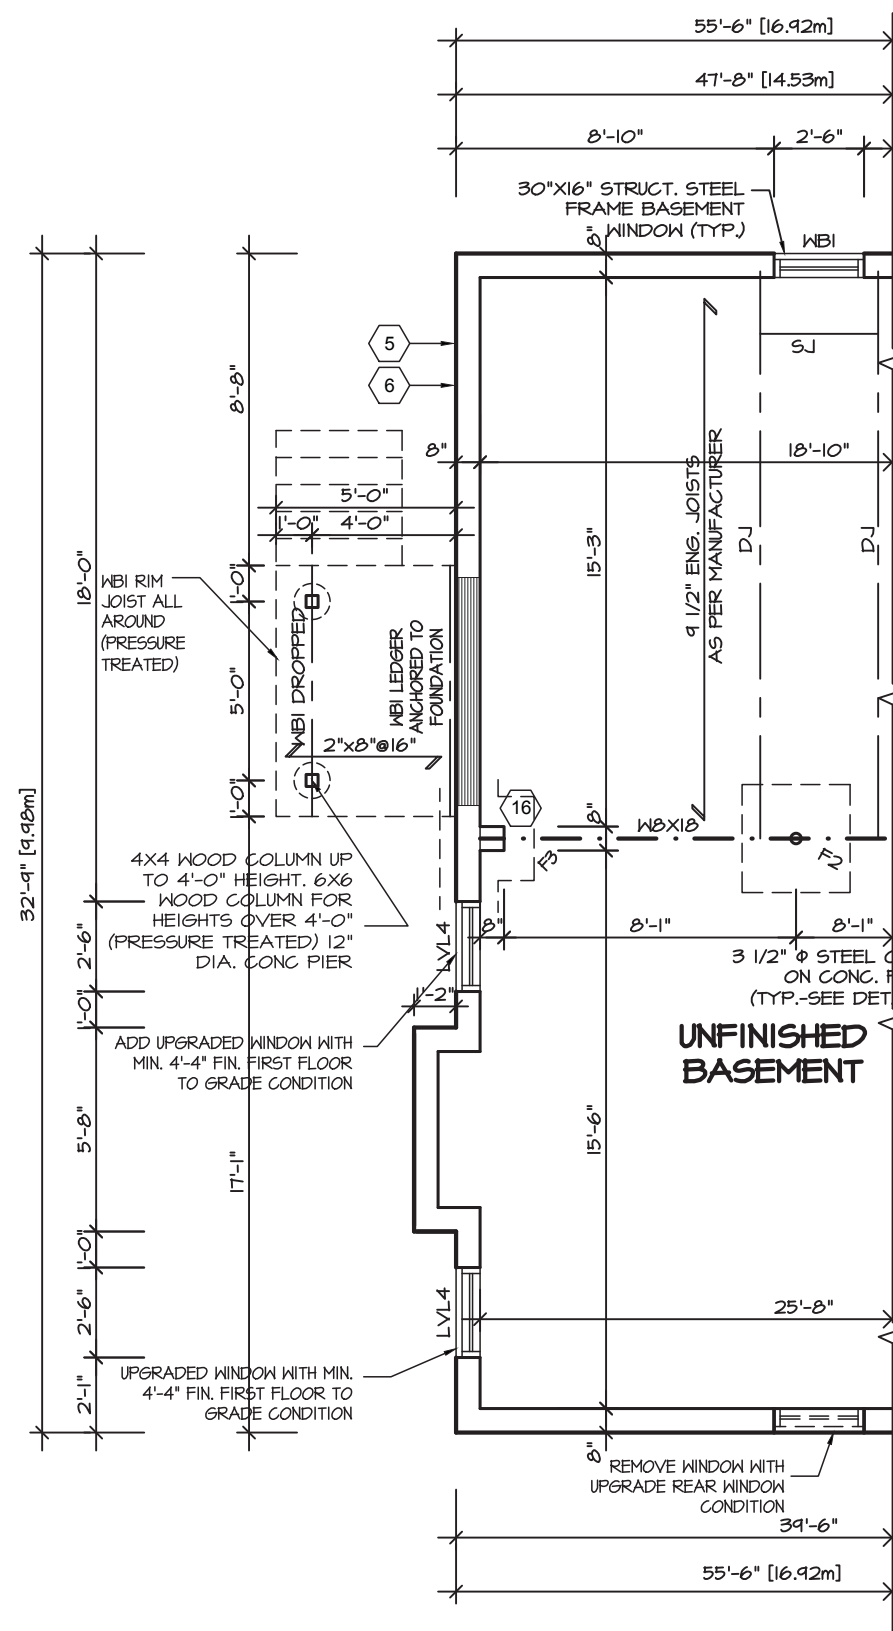 55'-6" [16.92m]
47'-8" [14.53m]
8'-10"
2'-6"
30"X16" STRUCT. STEEL
FRAME BASEMENT
WINDOW (TYP.)
8"
WB1
5
6
SJ
8'-8"
8"
18'-10"
5'-0"
1'-0"
4'-0"
9 1/2" ENG. JOISTS
AS PER MANUFACTURER
DJ
DJ
15'-3"
18'-0"
WB1 RIM
JOIST ALL
AROUND
(PRESSURE
TREATED)
1'-0"
5'-0"
1'-0"
WB1 DROPPED
WB1 LEDGER
ANCHORED TO
FOUNDATION
2"x8"@16"
32'-9" [9.98m]
16
8"
W8X18
F3
F2
4X4 WOOD COLUMN UP
TO 4'-0" HEIGHT. 6X6
WOOD COLUMN FOR
HEIGHTS OVER 4'-0"
(PRESSURE TREATED) 12"
DIA. CONC PIER
2'-6"
LVL4
8"
8'-1"
8'-1"
3 1/2" Φ STEEL
ON CONC.
(TYP.-SEE DET
1'-0"
1'-2"
UNFINISHED
BASEMENT
ADD UPGRADED WINDOW WITH
MIN. 4'-4" FIN. FIRST FLOOR
TO GRADE CONDITION
5'-8"
17'-1"
15'-6"
1'-0"
2'-6"
LVL4
25'-8"
2'-1"
UPGRADED WINDOW WITH MIN.
4'-4" FIN. FIRST FLOOR TO
GRADE CONDITION
8"
REMOVE WINDOW WITH
UPGRADE REAR WINDOW
CONDITION
39'-6"
55'-6" [16.92m]